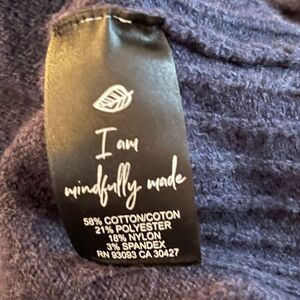 I am
mindfully made
58% COTTON/COTON
21% POLYESTER
18% NYLON
3% SPANDEX
RN 93093 CA 30427